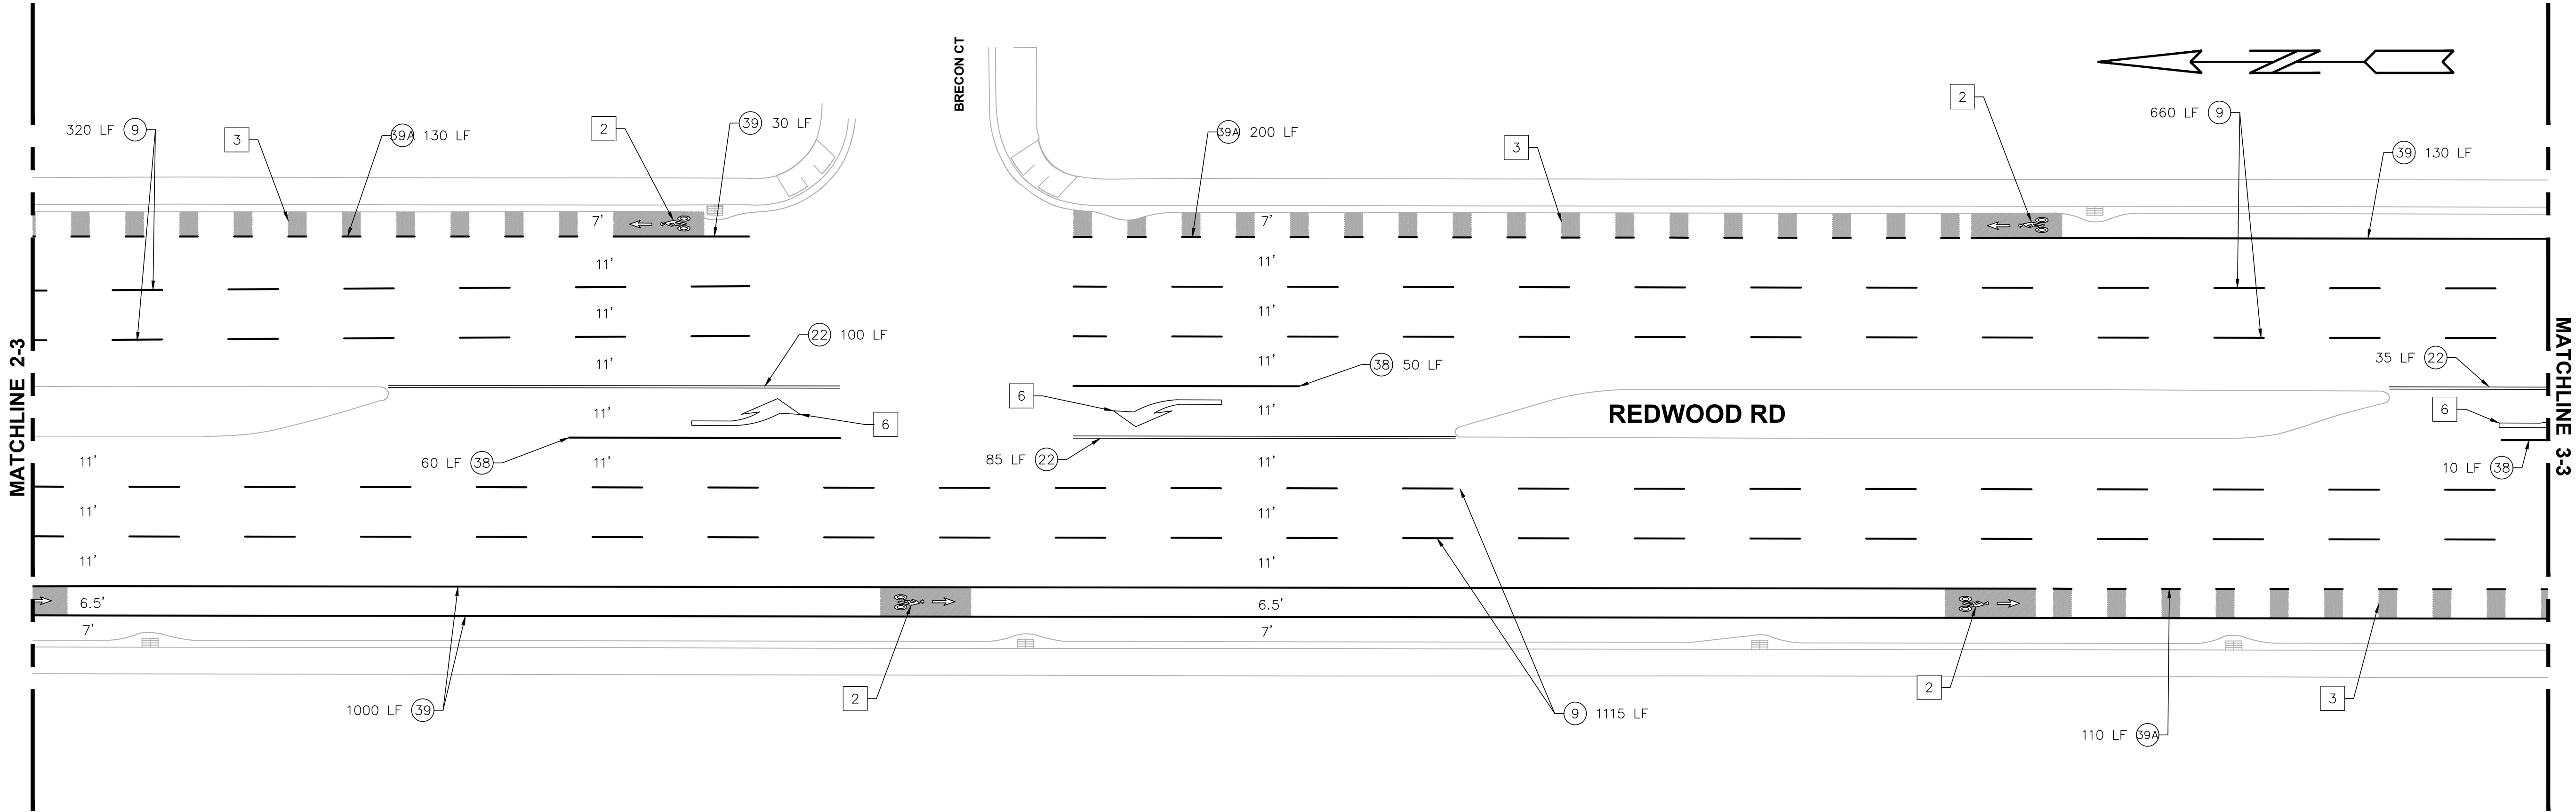 BRECON CT
2
320 LF 9
3
39A 130 LF
2
39 30 LF
39A 200 LF
3
660 LF 9
39 130 LF
2
7'
7'
11'
11'
11'
11'
11'
11'
22 100 LF
38 50 LF
35 LF 22
MATCHLINE 2-3
MATCHLINE 3-3
6
11'
6
11'
REDWOOD RD
6
11'
60 LF 38
11'
85 LF 22
11'
10 LF 38
11'
11'
11'
11'
6.5'
6.5'
7'
7'
1000 LF 39
2
9 1115 LF
2
3
110 LF 39A